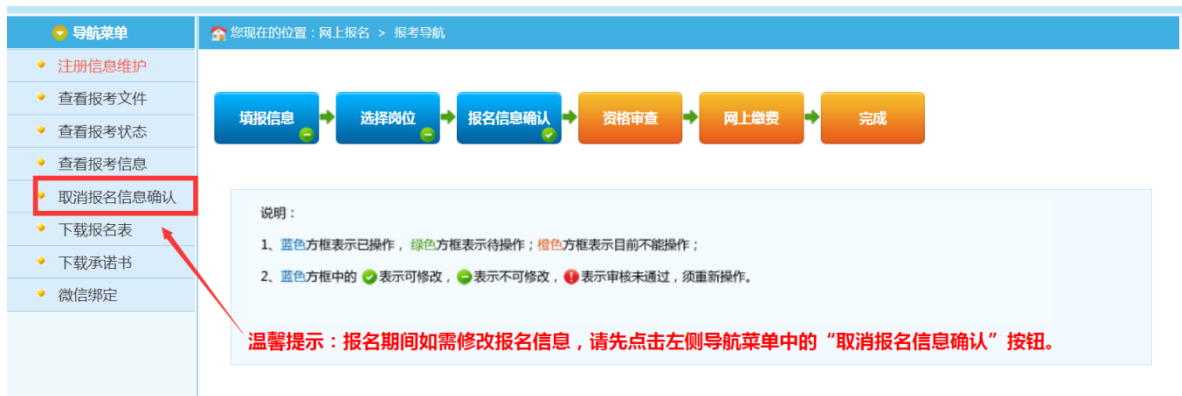 导航菜单
您现在的位置：网上报名 > 报考导航
注册信息维护
查看报考文件
查看报考状态
查看报考信息
取消报名信息确认
下载报名表
下载承诺书
微信绑定
填报信息
选择岗位
报名信息确认
资格审查
网上缴费
完成
说明：
1、蓝色方框表示已操作，绿色方框表示待操作；橙色方框表示目前不能操作；
2、蓝色方框中的 表示可修改， 表示不可修改， 表示审核未通过，须重新操作。
温馨提示：报名期间如需修改报名信息，请先点击左侧导航菜单中的“取消报名信息确认”按钮。